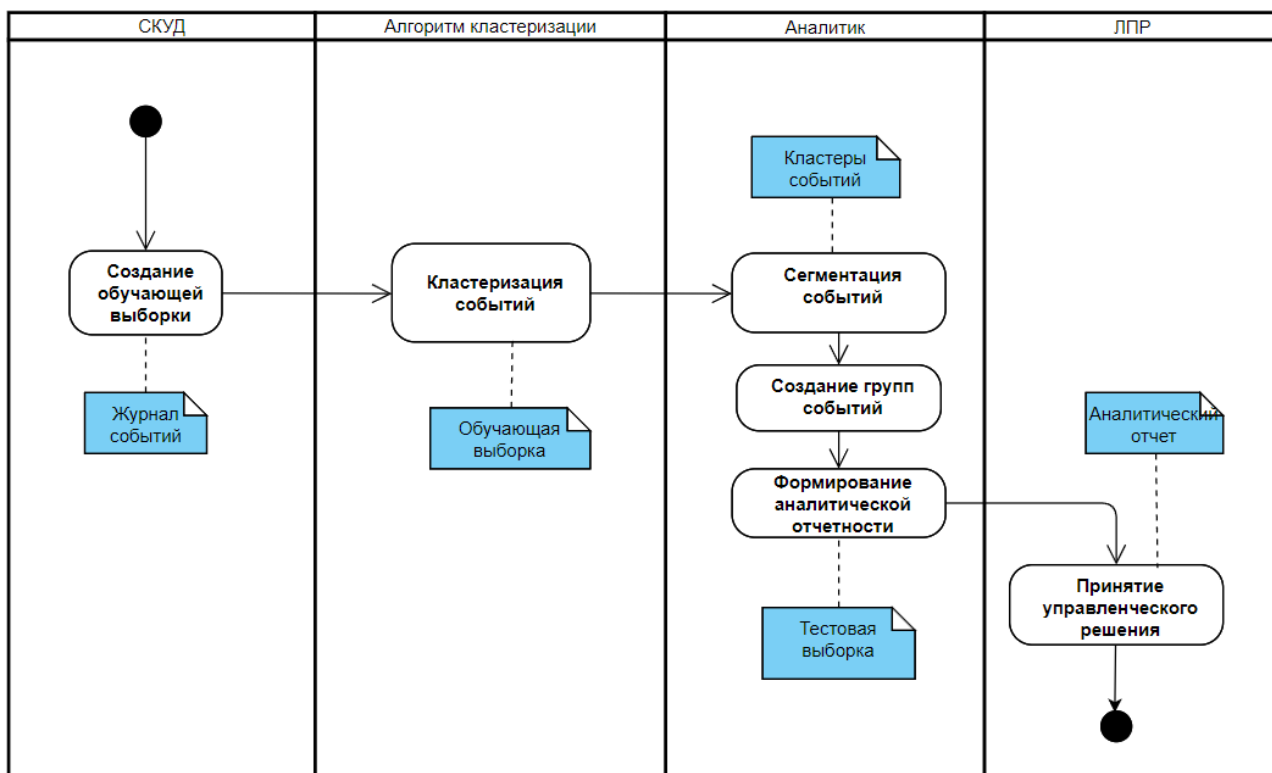 СКУД
Алгоритм кластеризации
Аналитик
ЛПР
Кластеры
событий
Создание
обучающей
выборки
Кластеризация
событий
Сегментация
событий
Журнал
событий
Обучающая
выборка
Создание групп
событий
Аналитический
отчет
Формирование
аналитической
отчетности
Принятие
управленческого
решения
Тестовая
выборка